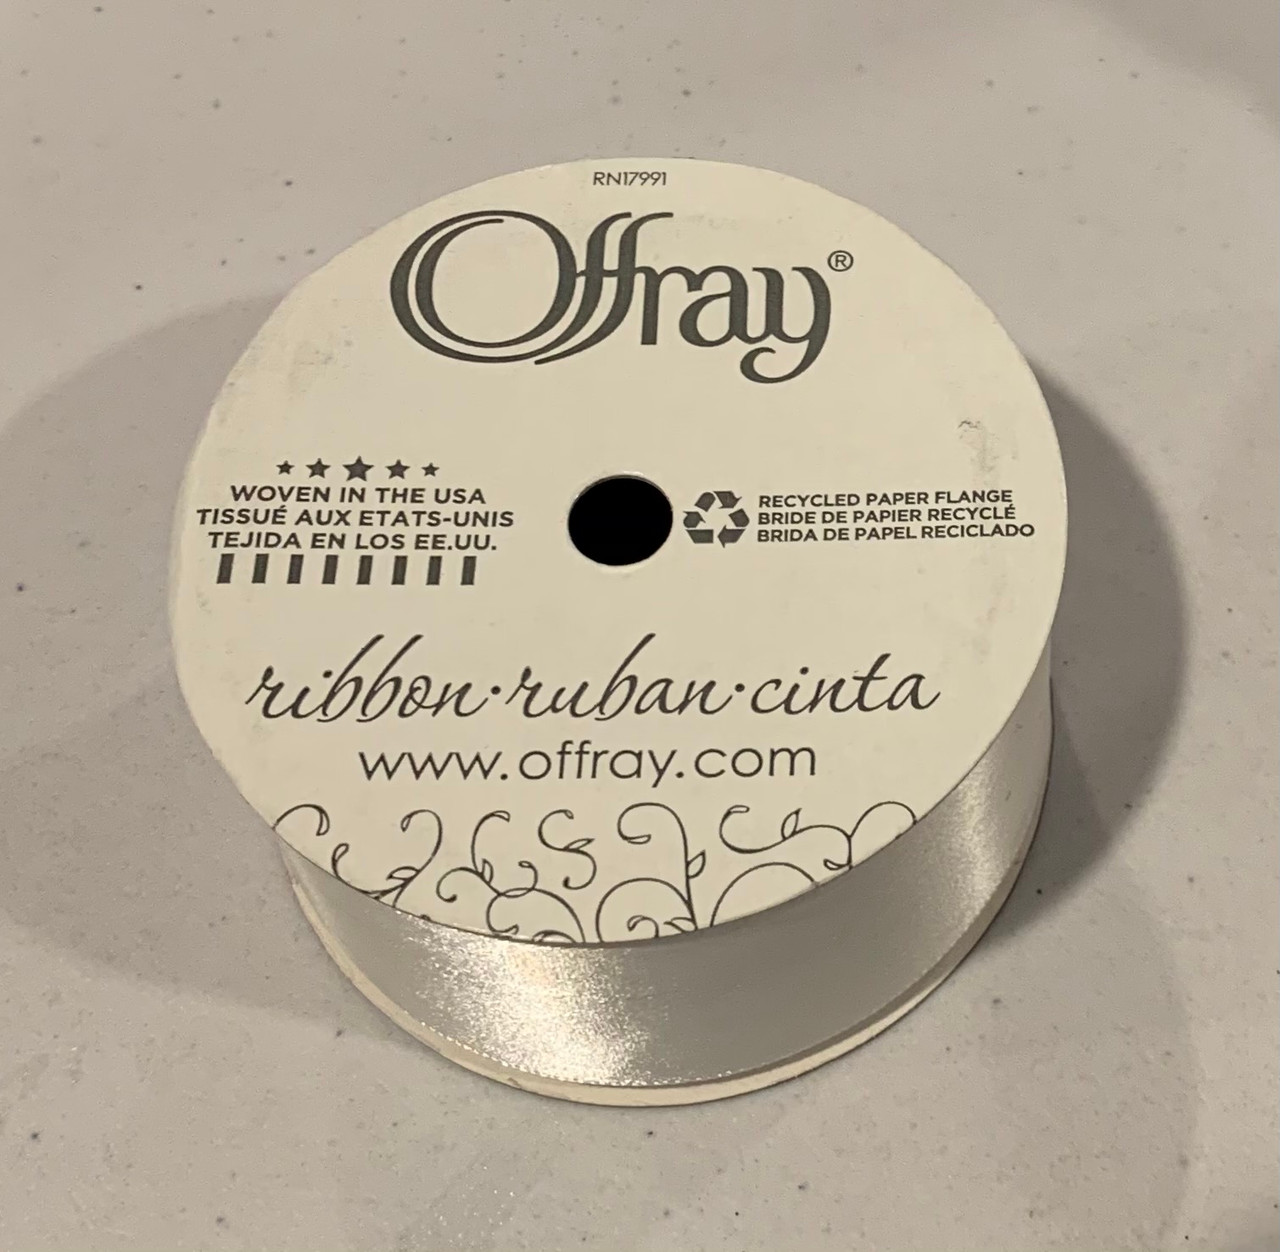 RN17991
Offray®
WOVEN IN THE USA
TISSUÉ AUX ETATS-UNIS
TEJIDA EN LOS EE.UU.
RECYCLED PAPER FLANGE
BRIDE DE PAPIER RECYCLÉ
BRIDA DE PAPEL RECICLADO
ribbon·ruban·cinta
www.offray.com